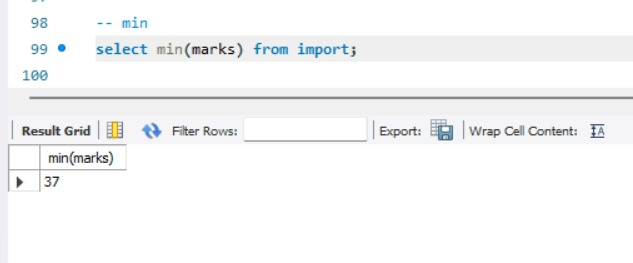 98 -- min
99 select min(marks) from import;
100
Result Grid Filter Rows: Export: Wrap Cell Content:
min(marks)
37